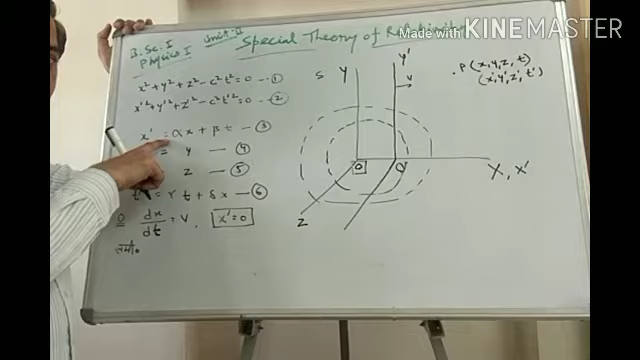 Made with
KINEMASTER
B.Sc. I
Physics I
Unit-II
Special Theory of
x² + y² + z² - c²t² = 0 - - ①
x'² + y'² + z'² - c²t'² = 0 - - ②
x' = αx + βt - ③
= y — ④
z — ⑤
t' = γt + δx - ⑥
dx/dt = v, x' = 0
S Y Y'
v
. P (x, y, z, t)
(x', y', z', t')
O O'
X, X'
Z